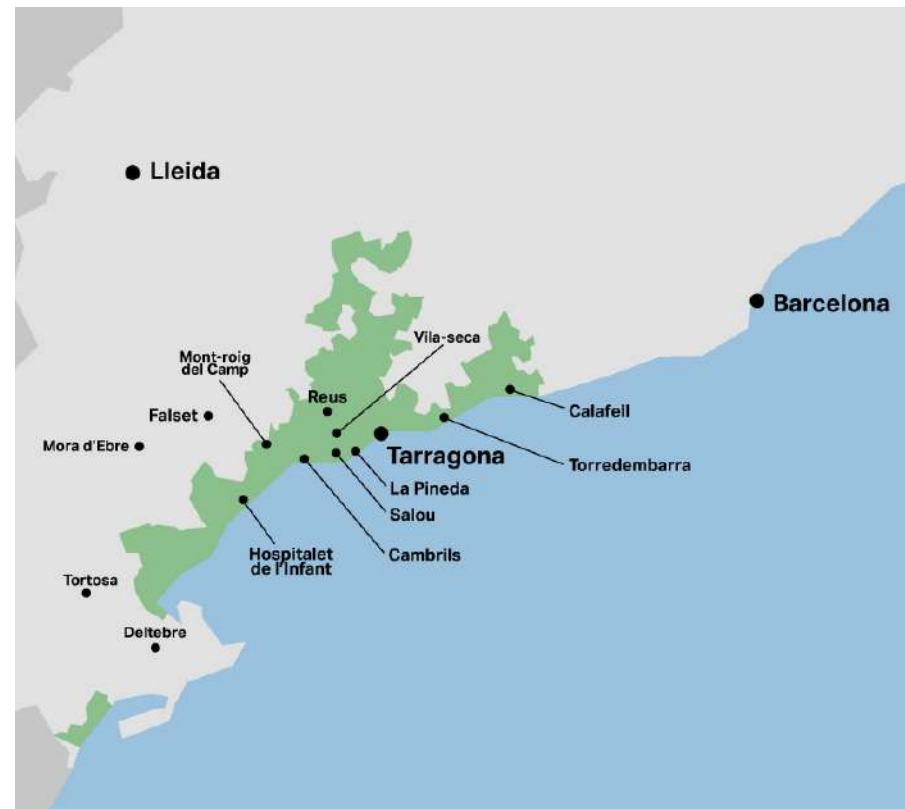 Lleida
Barcelona
Vila-seca
Mont-roig
del Camp
Reus
Calafell
Falset
Mora d'Ebre
Tarragona
Torredembarra
La Pineda
Salou
Hospitalet
de l'Infant
Cambrils
Tortosa
Deltebre